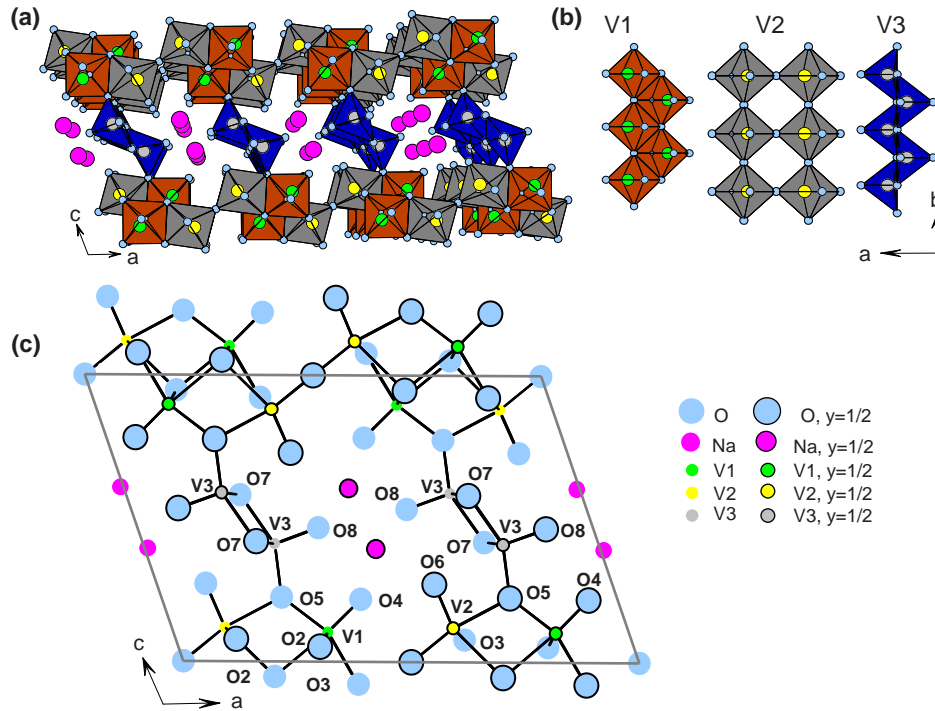 (a)
c
a
(b)
V1
V2
V3
b
a
(c)
O7
O7
V3
O8
V3
V3
V3
O7
O8
O7
O8
O6
O4
O5
O4
O5
V2
O2
V1
O3
O2
O3
c
a
O
O, y=1/2
Na
Na, y=1/2
V1
V1, y=1/2
V2
V2, y=1/2
V3
V3, y=1/2